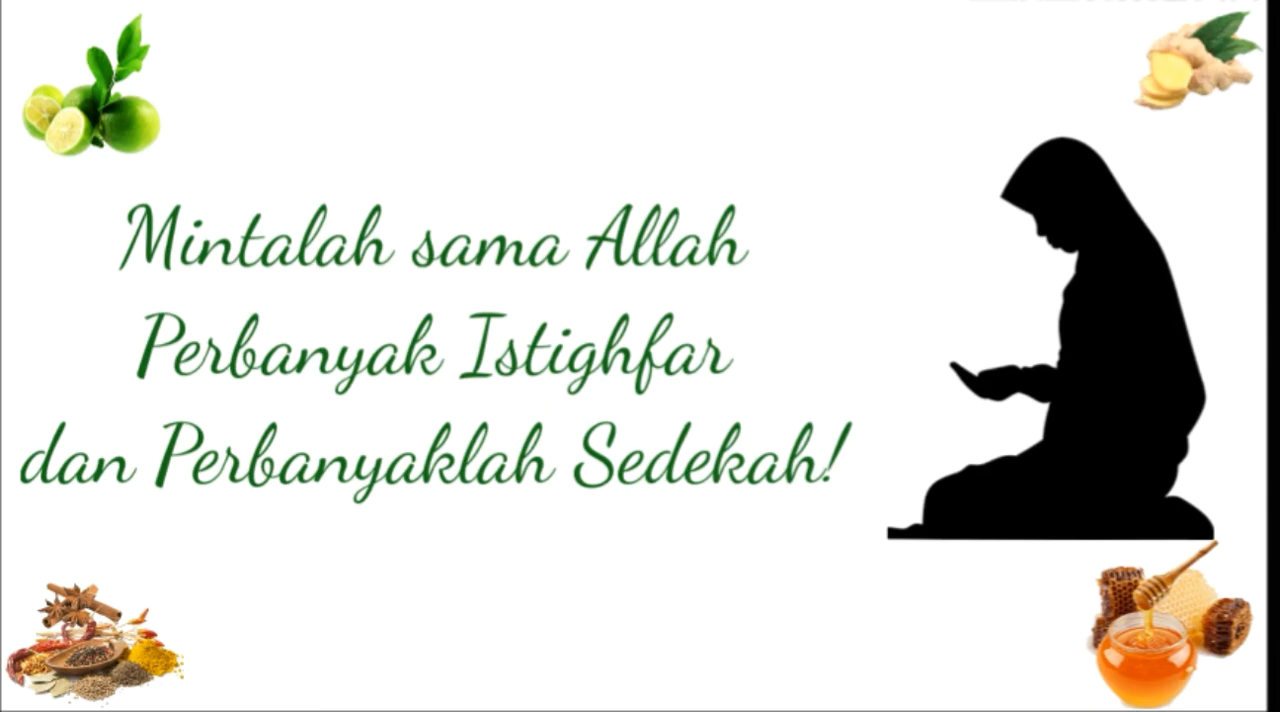 Mintalah sama Allah
Perbanyak Istighfar
dan Perbanyaklah Sedekah!